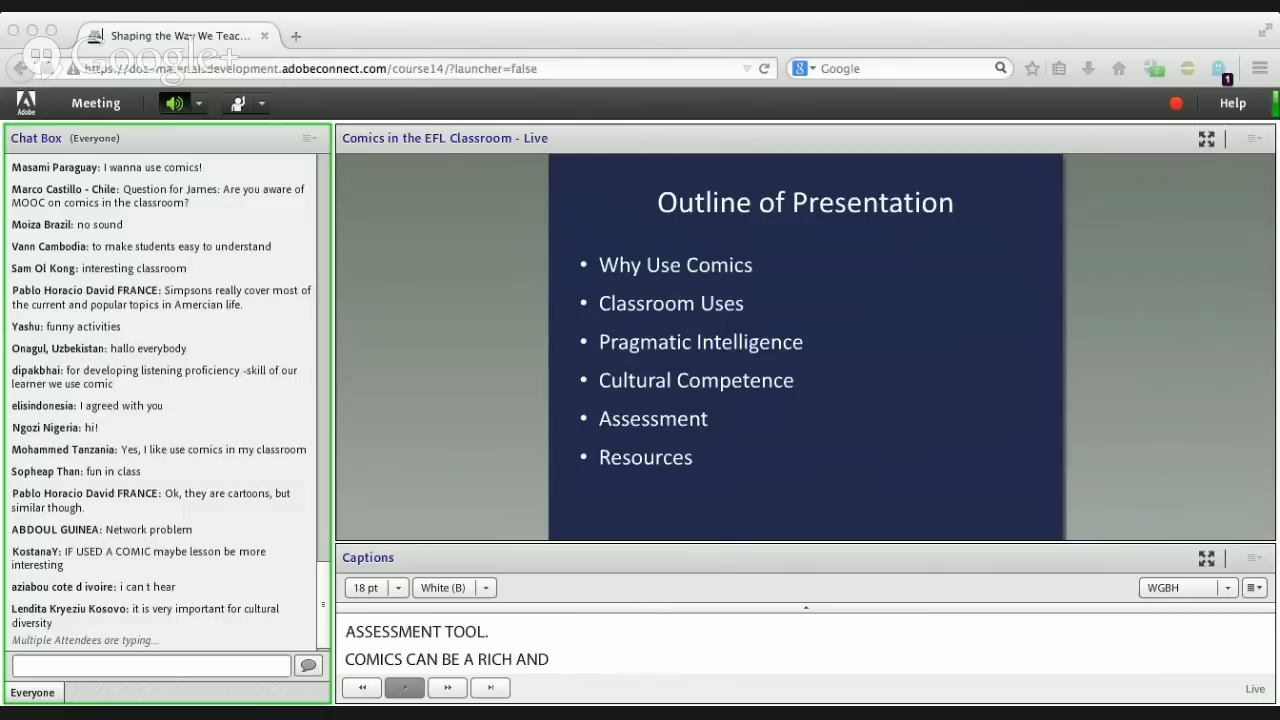 Shaping the Way We Teac...
Google+
adobeconnect.com/course14/?launcher=false
Google
1
Adobe
Meeting
Help
Chat Box (Everyone)
Masami Paraguay: I wanna use comics!
Marco Castillo - Chile: Question for James: Are you aware of
MOOC on comics in the classroom?
Moiza Brazil: no sound
Vann Cambodia: to make students easy to understand
Sam Ol Kong: interesting classroom
Pablo Horacio David FRANCE: Simpsons really cover most of
the current and popular topics in Amercian life.
Yashu: funny activities
Onagul, Uzbekistan: hallo everybody
dipakbhai: for developing listening proficiency -skill of our
learner we use comic
elisindonesia: I agreed with you
Ngozi Nigeria: hi!
Mohammed Tanzania: Yes, I like use comics in my classroom
Sopheap Than: fun in class
Pablo Horacio David FRANCE: Ok, they are cartoons, but
similar though.
ABDOUL GUINEA: Network problem
KostanaY: IF USED A COMIC maybe lesson be more
interesting
aziabou cote d ivoire: i can t hear
Lendita Kryeziu Kosovo: it is very important for cultural
diversity
Multiple Attendees are typing...
Everyone
Comics in the EFL Classroom - Live
Outline of Presentation
• Why Use Comics
• Classroom Uses
• Pragmatic Intelligence
• Cultural Competence
• Assessment
• Resources
Captions
18 pt White (B) WGBH
ASSESSMENT TOOL.
COMICS CAN BE A RICH AND
Live